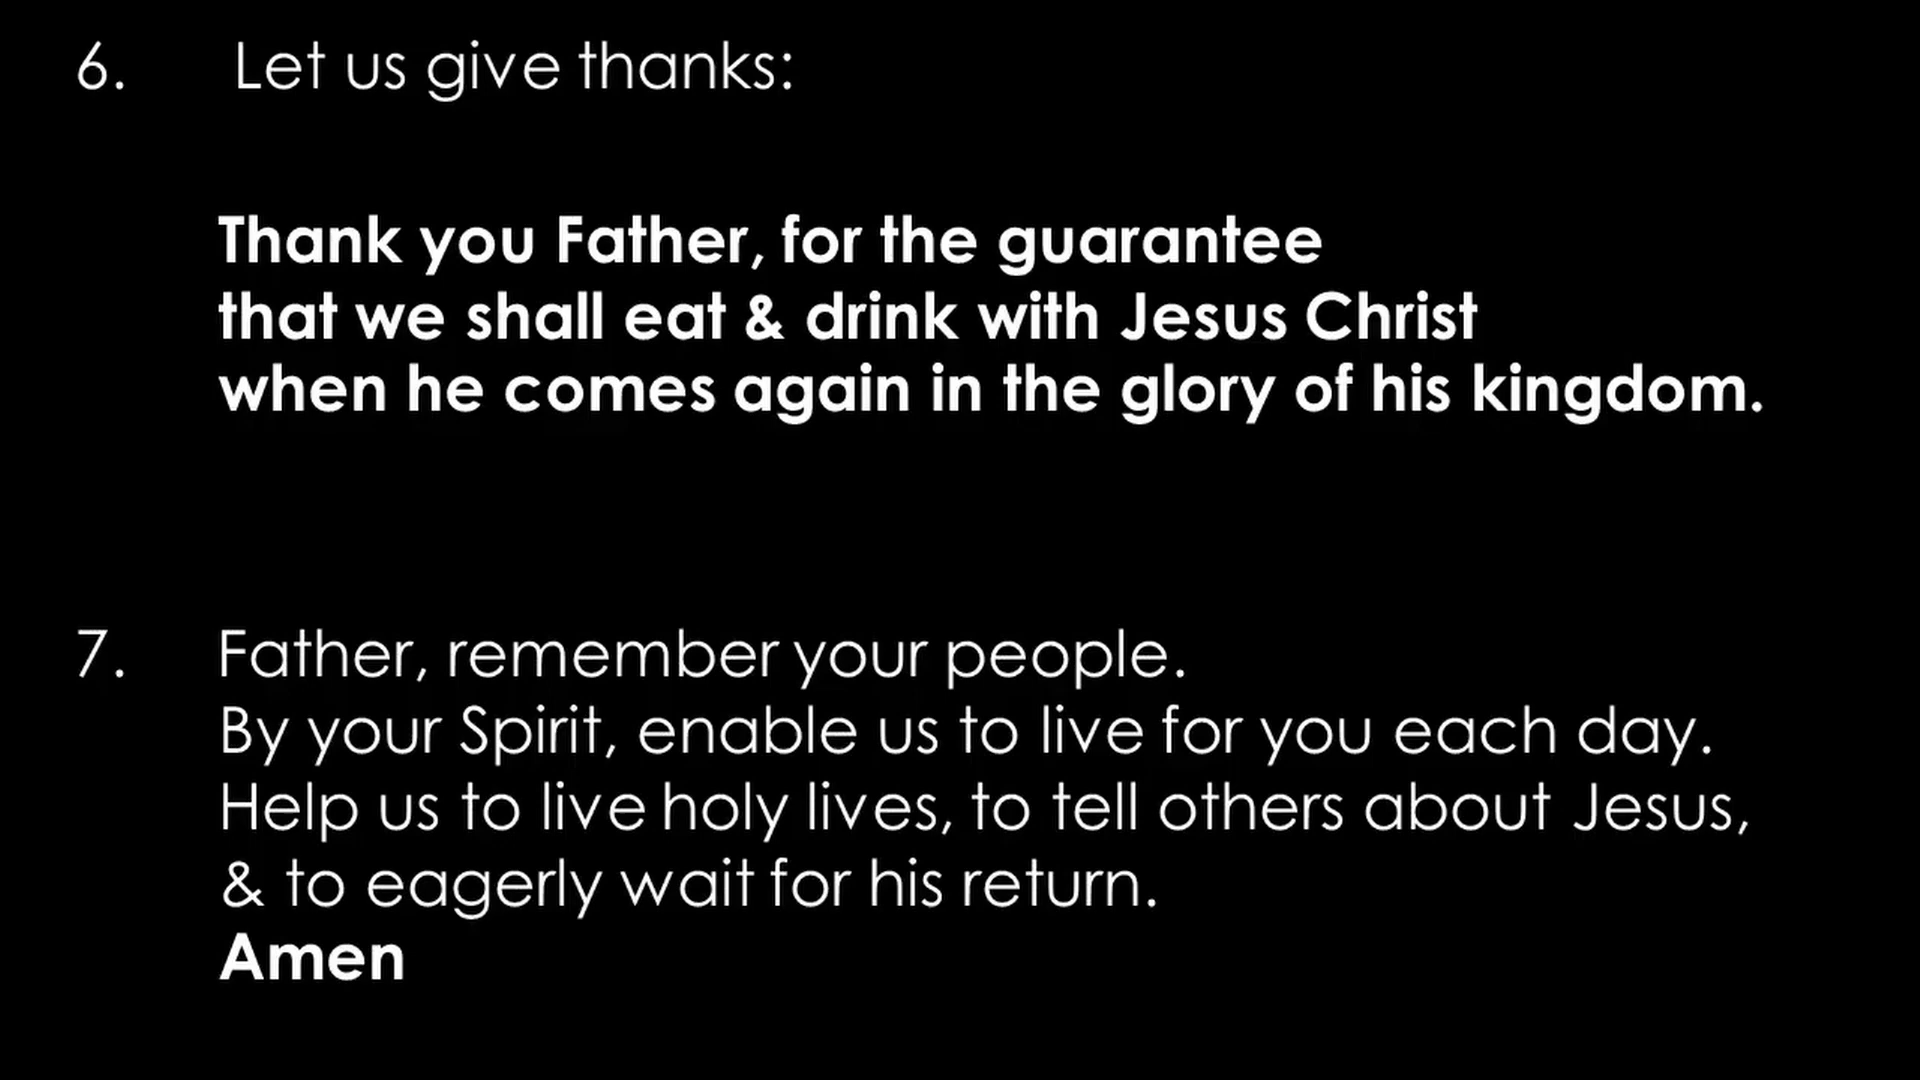 6. Let us give thanks:
Thank you Father, for the guarantee
that we shall eat & drink with Jesus Christ
when he comes again in the glory of his kingdom.
7. Father, remember your people.
By your Spirit, enable us to live for you each day.
Help us to live holy lives, to tell others about Jesus,
& to eagerly wait for his return.
Amen